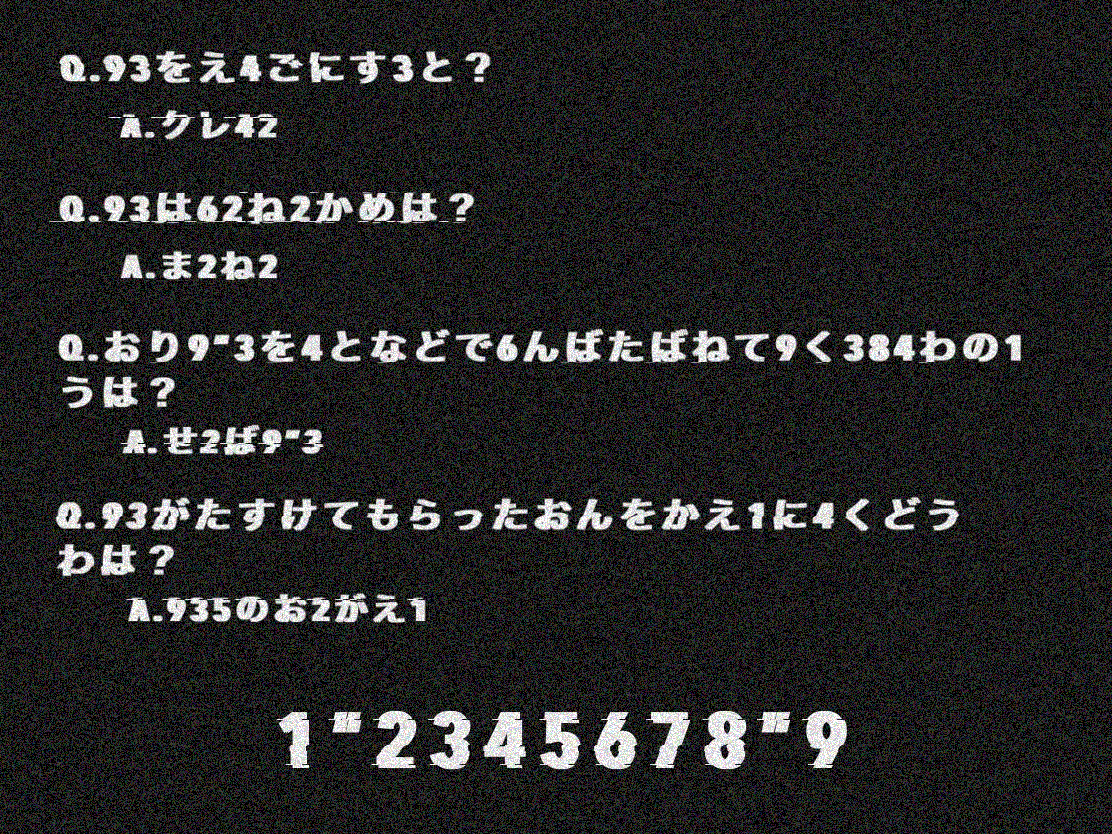 Q.93をえ4ごにす3と？
A.クレ42
Q.93は62ね2かめは？
A.ま2ね2
Q.おり9"3を4となどで6んばたばねて9く384わの1
うは？
A.せ2ば9"3
Q.93がたすけてもらったおんをかえ1に4くどう
わは？
A.935のお2がえ1
1"2345678"9